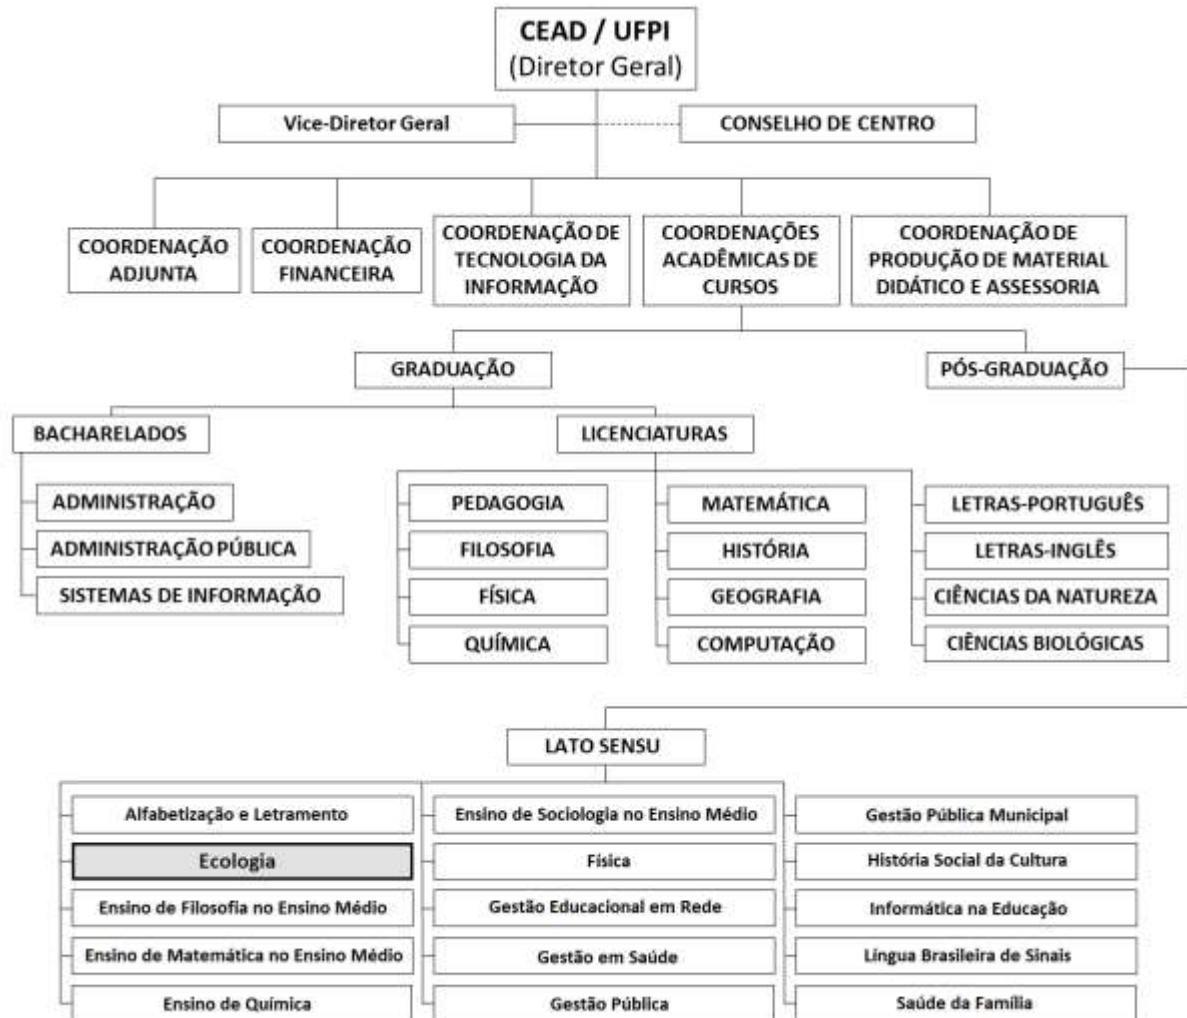 CEAD / UFPI
(Diretor Geral)
Vice-Diretor Geral
CONSELHO DE CENTRO
COORDENAÇÃO
ADJUNTA
COORDENAÇÃO
FINANCEIRA
COORDENAÇÃO DE
TECNOLOGIA DA
INFORMAÇÃO
COORDENAÇÕES
ACADÊMICAS DE
CURSOS
COORDENAÇÃO DE
PRODUÇÃO DE MATERIAL
DIDÁTICO E ASSESSORIA
GRADUAÇÃO
PÓS-GRADUAÇÃO
BACHARELADOS
LICENCIATURAS
ADMINISTRAÇÃO
ADMINISTRAÇÃO PÚBLICA
SISTEMAS DE INFORMAÇÃO
PEDAGOGIA
FILOSOFIA
FÍSICA
QUÍMICA
MATEMÁTICA
HISTÓRIA
GEOGRAFIA
COMPUTAÇÃO
LETRAS-PORTUGUÊS
LETRAS-INGLÊS
CIÊNCIAS DA NATUREZA
CIÊNCIAS BIOLÓGICAS
LATO SENSU
Alfabetização e Letramento
Ecologia
Ensino de Filosofia no Ensino Médio
Ensino de Matemática no Ensino Médio
Ensino de Química
Ensino de Sociologia no Ensino Médio
Física
Gestão Educacional em Rede
Gestão em Saúde
Gestão Pública
Gestão Pública Municipal
História Social da Cultura
Informática na Educação
Língua Brasileira de Sinais
Saúde da Família